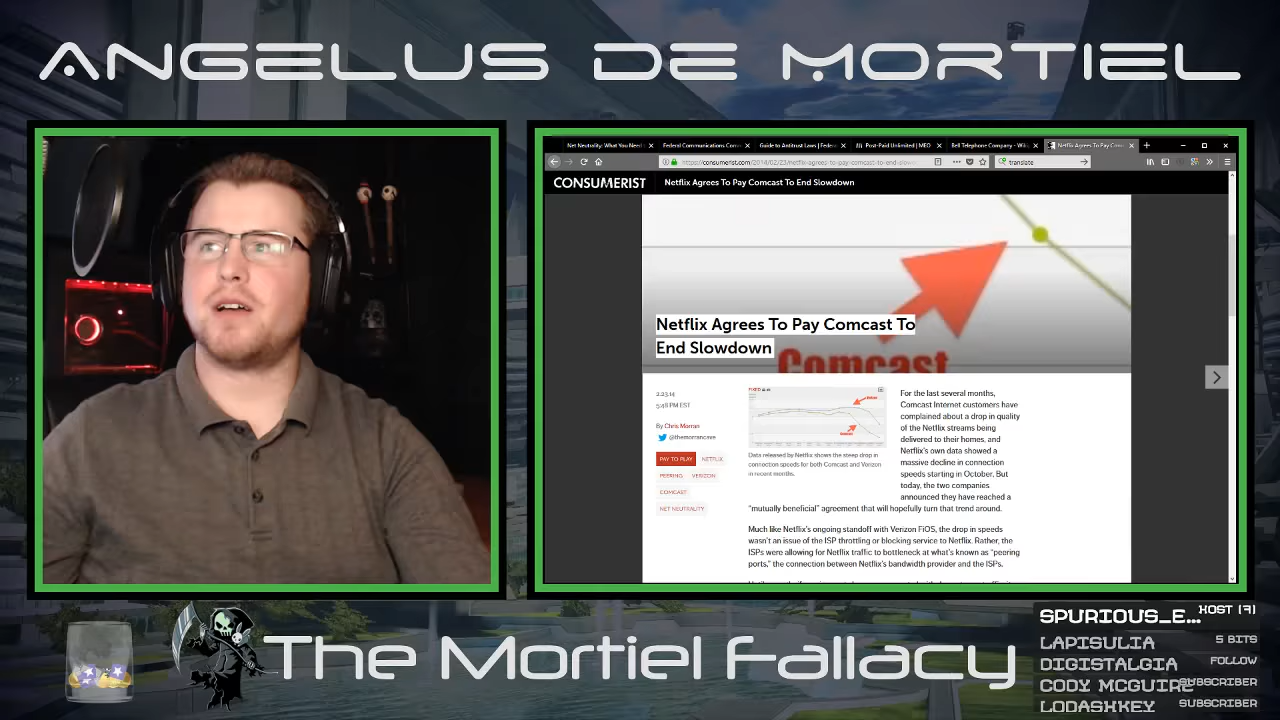 ANGELUS DE MORTIEL
Net Neutrality: What You Need
Federal Communications Comm
Guide to Antitrust Laws | Feder
Post-Paid Unlimited | MEO
Bell Telephone Company - Wiki
Netflix Agrees To Pay Com
https://consumerist.com/2014/02/23/netflix-agrees-to-pay-comcast-to-end-slowdow
translate
CONSUMERIST
Netflix Agrees To Pay Comcast To End Slowdown
Comcast
Netflix Agrees To Pay Comcast To
End Slowdown
2.23.14
5:48 PM EST
By Chris Morran
@themorrancave
PAY TO PLAY
NETFLIX
PEERING
VERIZON
COMCAST
NET NEUTRALITY
Data released by Netflix shows the steep drop in
connection speeds for both Comcast and Verizon
in recent months.
For the last several months,
Comcast Internet customers have
complained about a drop in quality
of the Netflix streams being
delivered to their homes, and
Netflix's own data showed a
massive decline in connection
speeds starting in October. But
today, the two companies
announced they have reached a
“mutually beneficial” agreement that will hopefully turn that trend around.
Much like Netflix's ongoing standoff with Verizon FiOS, the drop in speeds
wasn't an issue of the ISP throttling or blocking service to Netflix. Rather, the
ISPs were allowing for Netflix traffic to bottleneck at what's known as “peering
ports,” the connection between Netflix's bandwidth provider and the ISPs.
The Mortiel Fallacy
SPURIOUS_E... HOST [7]
LAPISULIA 5 BITS
DIGISTALGIA FOLLOW
CODY MCGUIRE SUBSCRIBER
LODASHKEY SUBSCRIBER